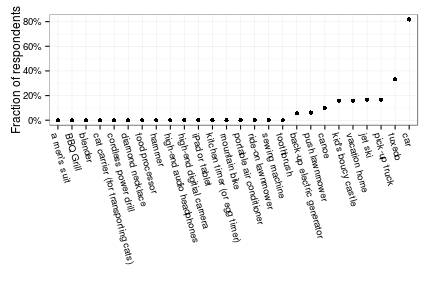 Fraction of respondents
80%
60%
40%
20%
0%
a men's suit
BBQ Grill
blender
cat carrier (for transporting cats)
cordless power drill
diamond necklace
food processor
hammer
high-end audio headphones
high-end digital camera
ipad or tablet
kitchen timer (or egg timer)
mountain bike
portable air conditioner
ride-on lawnmower
sewing machine
toothbrush
back-up electric generator
push lawnmower
canoe
kid's boucy castle
vacation home
jet ski
pick-up truck
tuxedo
car